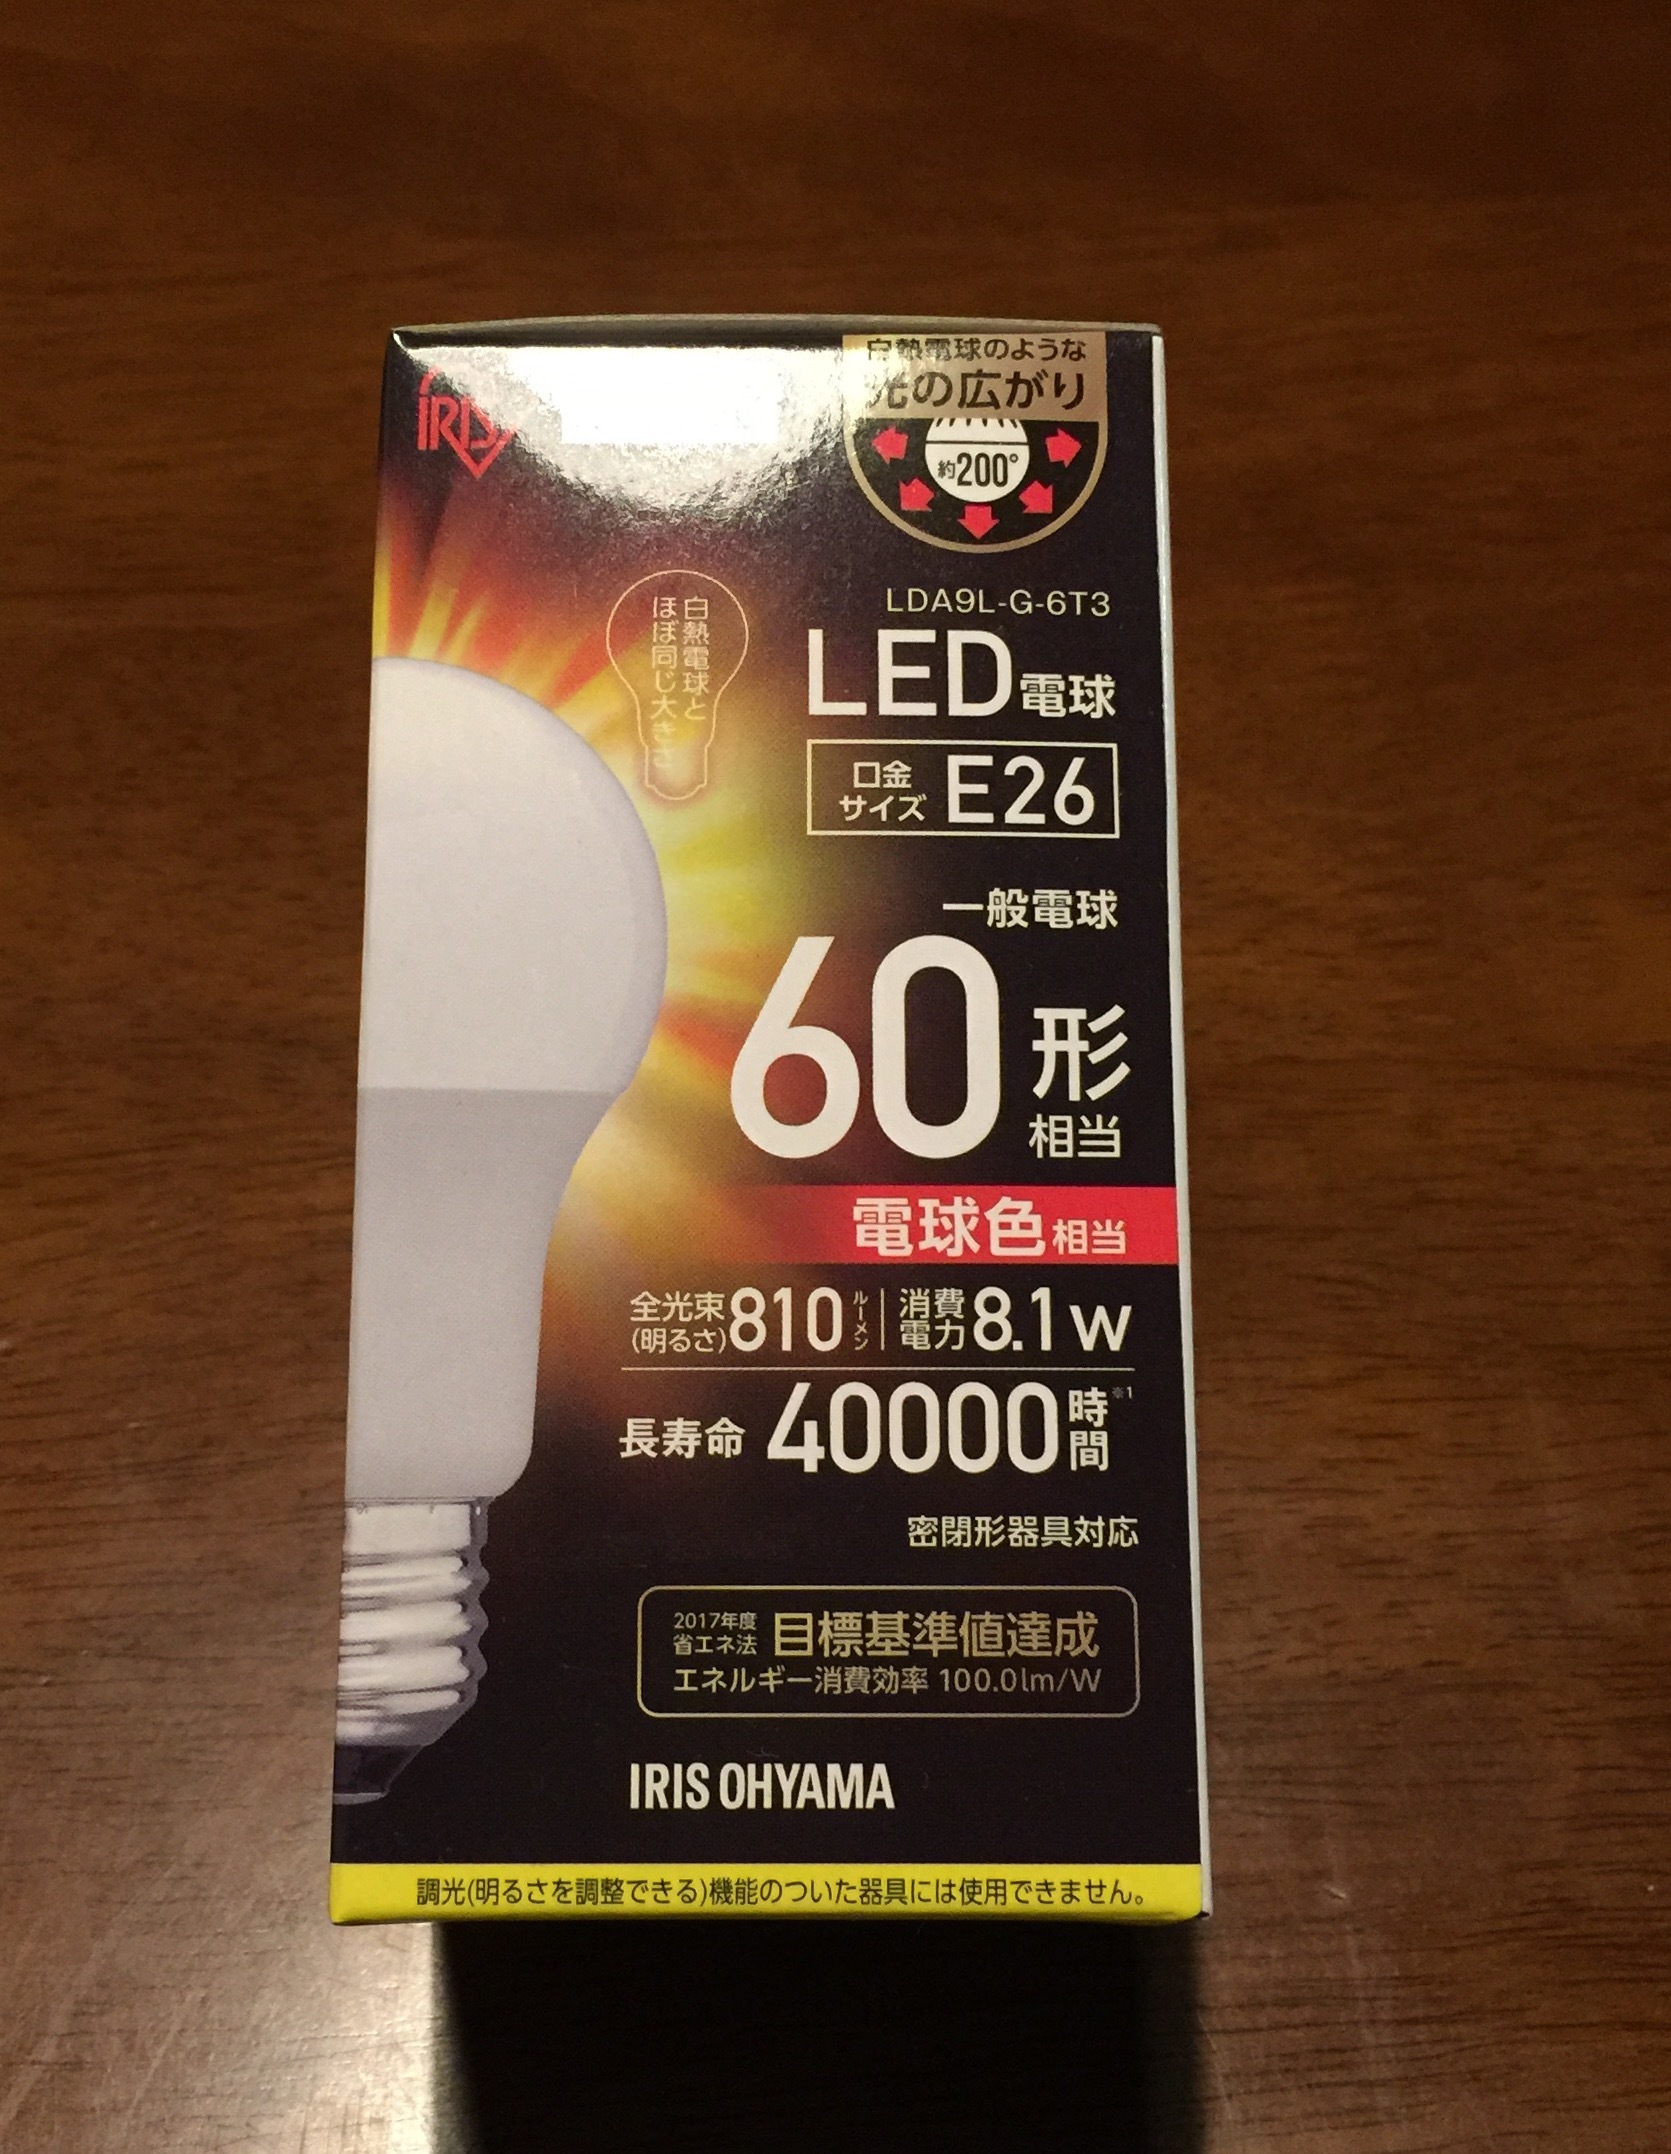 IRIS
白熱電球のような
光の広がり
約200°
白熱電球と
ほぼ同じ大きさ
LDA9L-G-6T3
LED電球
口金
サイズ E26
一般電球
60形
相当
電球色相当
全光束
(明るさ) 810ルーメン
消費
電力 8.1W
長寿命 40000時間※1
密閉形器具対応
2017年度
省エネ法 目標基準値達成
エネルギー消費効率 100.0lm/W
IRIS OHYAMA
調光(明るさを調整できる)機能のついた器具には使用できません。